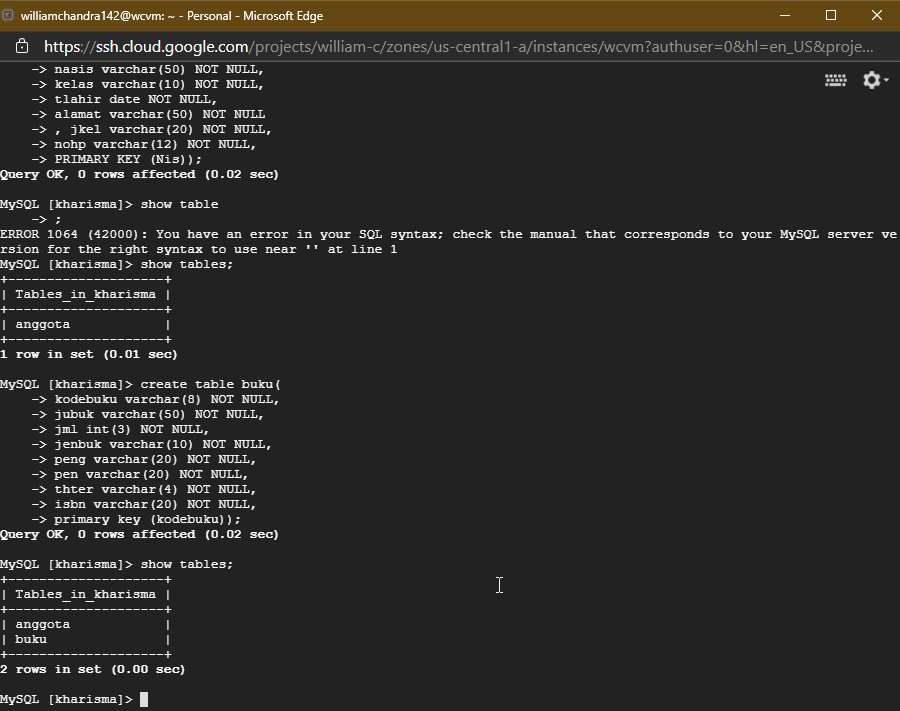 williamchandra142@wcvm: ~ - Personal - Microsoft Edge
https://ssh.cloud.google.com/projects/william-c/zones/us-central1-a/instances/wcvm?authuser=0&hl=en_US&proje...
-> nasis varchar(50) NOT NULL,
-> kelas varchar(10) NOT NULL,
-> tlahir date NOT NULL,
-> alamat varchar(50) NOT NULL
-> , jkel varchar(20) NOT NULL,
-> nohp varchar(12) NOT NULL,
-> PRIMARY KEY (Nis));
Query OK, 0 rows affected (0.02 sec)
MySQL [kharisma]> show table
-> ;
ERROR 1064 (42000): You have an error in your SQL syntax; check the manual that corresponds to your MySQL server ve
rsion for the right syntax to use near '' at line 1
MySQL [kharisma]> show tables;
+--------------------+
| Tables_in_kharisma |
+--------------------+
| anggota            |
+--------------------+
1 row in set (0.01 sec)
MySQL [kharisma]> create table buku(
-> kodebuku varchar(8) NOT NULL,
-> jubuk varchar(50) NOT NULL,
-> jml int(3) NOT NULL,
-> jenbuk varchar(10) NOT NULL,
-> peng varchar(20) NOT NULL,
-> pen varchar(20) NOT NULL,
-> thter varchar(4) NOT NULL,
-> isbn varchar(20) NOT NULL,
-> primary key (kodebuku));
Query OK, 0 rows affected (0.02 sec)
MySQL [kharisma]> show tables;
+--------------------+
| Tables_in_kharisma |
+--------------------+
| anggota            |
| buku               |
+--------------------+
2 rows in set (0.00 sec)
MySQL [kharisma]>